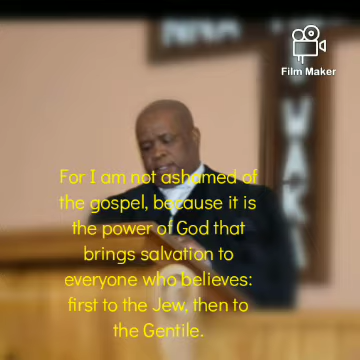 Film Maker
For I am not ashamed of
the gospel, because it is
the power of God that
brings salvation to
everyone who believes:
first to the Jew, then to
the Gentile.